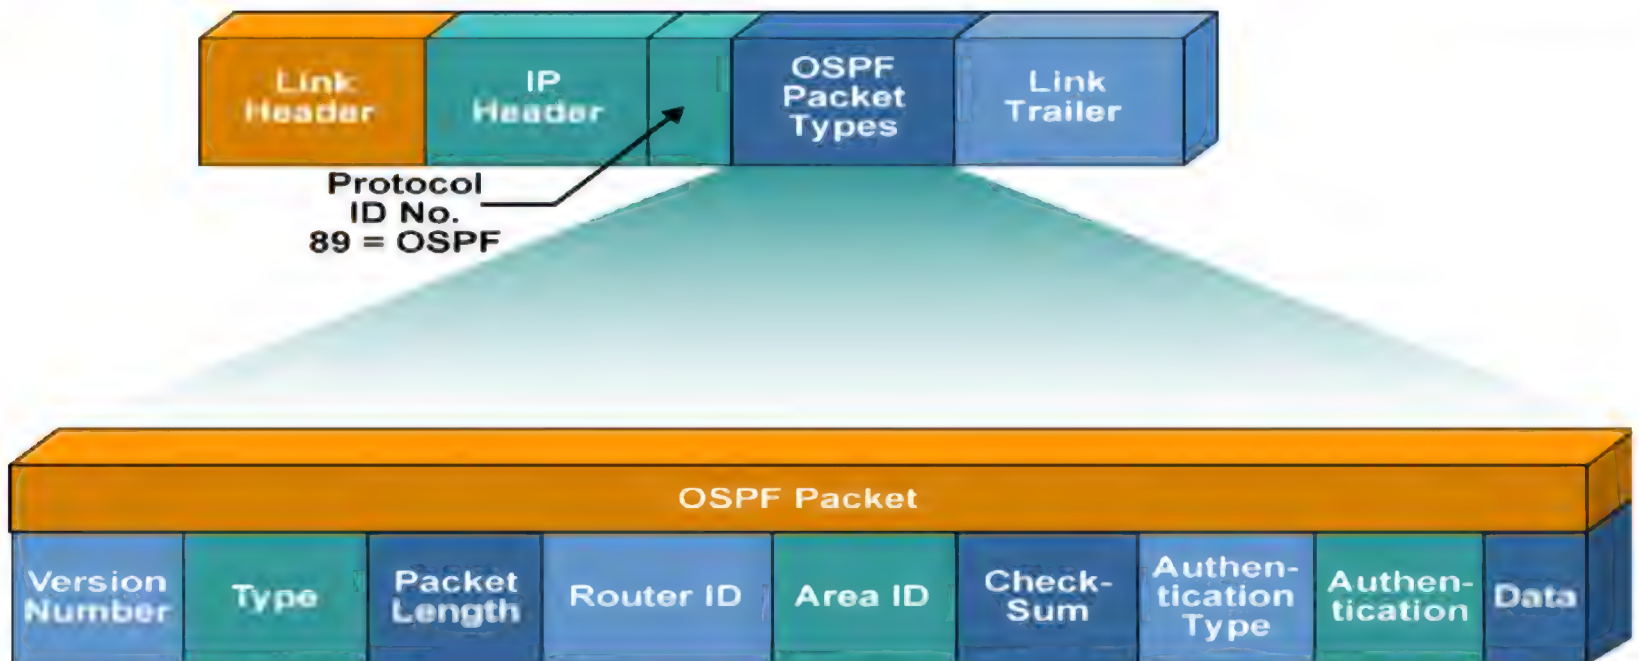 Link
Header
IP
Header
OSPF
Packet
Types
Link
Trailer
Protocol
ID No.
89 = OSPF
OSPF Packet
Version
Number
Type
Packet
Length
Router ID
Area ID
Check-
Sum
Authen-
tication
Type
Authen-
tication
Data